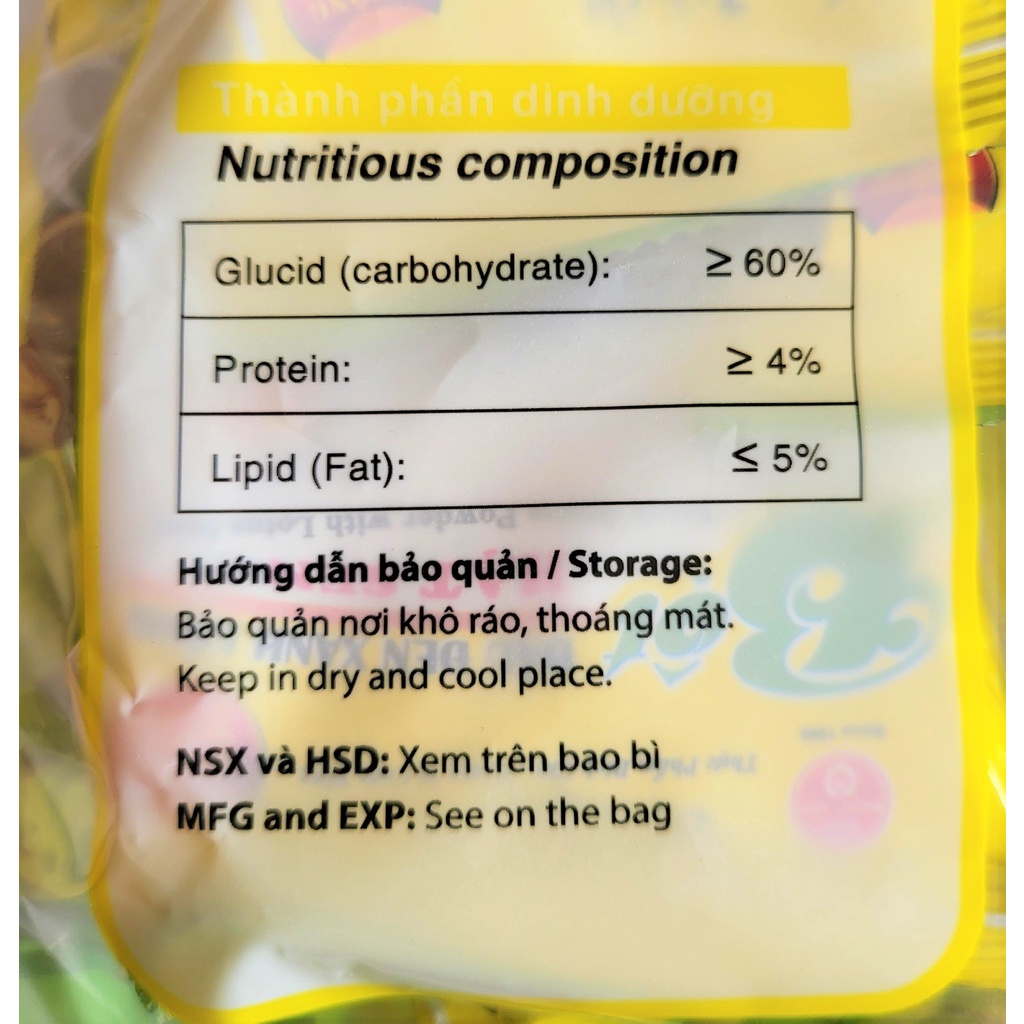 Thành phần dinh dưỡng
Nutritious composition
Glucid (carbohydrate): ≥ 60%
Protein: ≥ 4%
Lipid (Fat): ≤ 5%
Hướng dẫn bảo quản / Storage:
Bảo quản nơi khô ráo, thoáng mát.
Keep in dry and cool place.
NSX và HSD: Xem trên bao bì
MFG and EXP: See on the bag